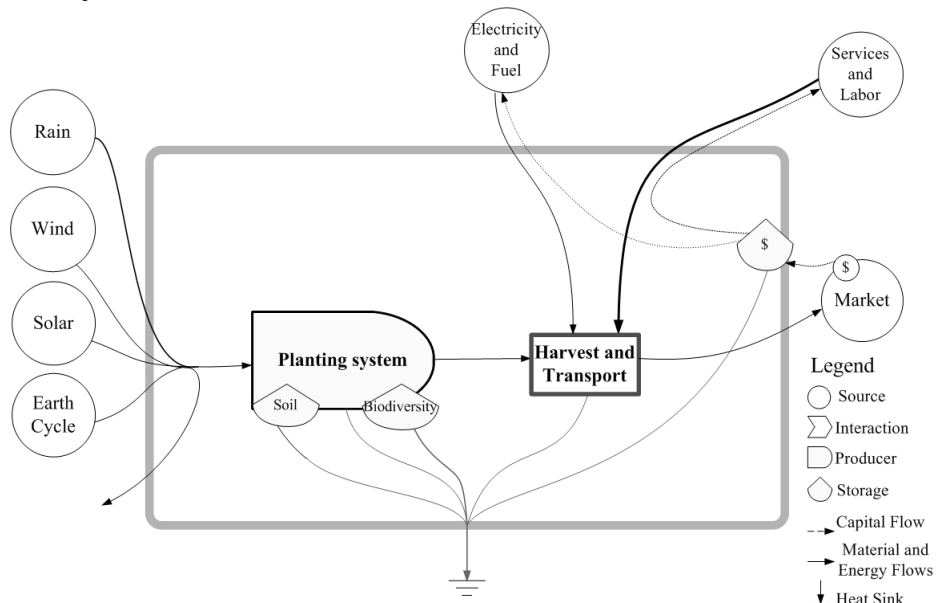 Electricity
and
Fuel
Services
and
Labor
Rain
Wind
Solar
Earth
Cycle
$
$
Market
Planting system
Soil
Biodiversity
Harvest and
Transport
Legend
Source
Interaction
Producer
Storage
Capital Flow
Material and
Energy Flows
Heat Sink